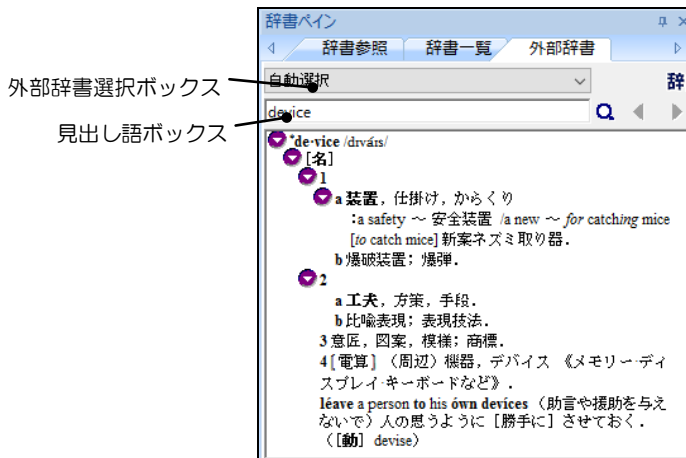 辞書ペイン
辞書参照 辞書一覧 外部辞書
外部辞書選択ボックス
自動選択
辞
見出し語ボックス
device
*de·vice /dɪváɪs/
[名]
1
a 装置，仕掛け，からくり
:a safety ～ 安全装置 /a new ～ for catching mice
[to catch mice] 新案ネズミ取り器．
b 爆破装置；爆弾．
2
a 工夫，方策，手段．
b 比喩表現；表現技法．
3 意匠，図案，模様；商標．
4 [電算] （周辺）機器，デバイス 《メモリー·ディ
スプレイ·キーボードなど》．
léave a person to his ówn devíces （助言や援助を与え
ないで）人の思うように［勝手に］させておく．
（[動] devise）